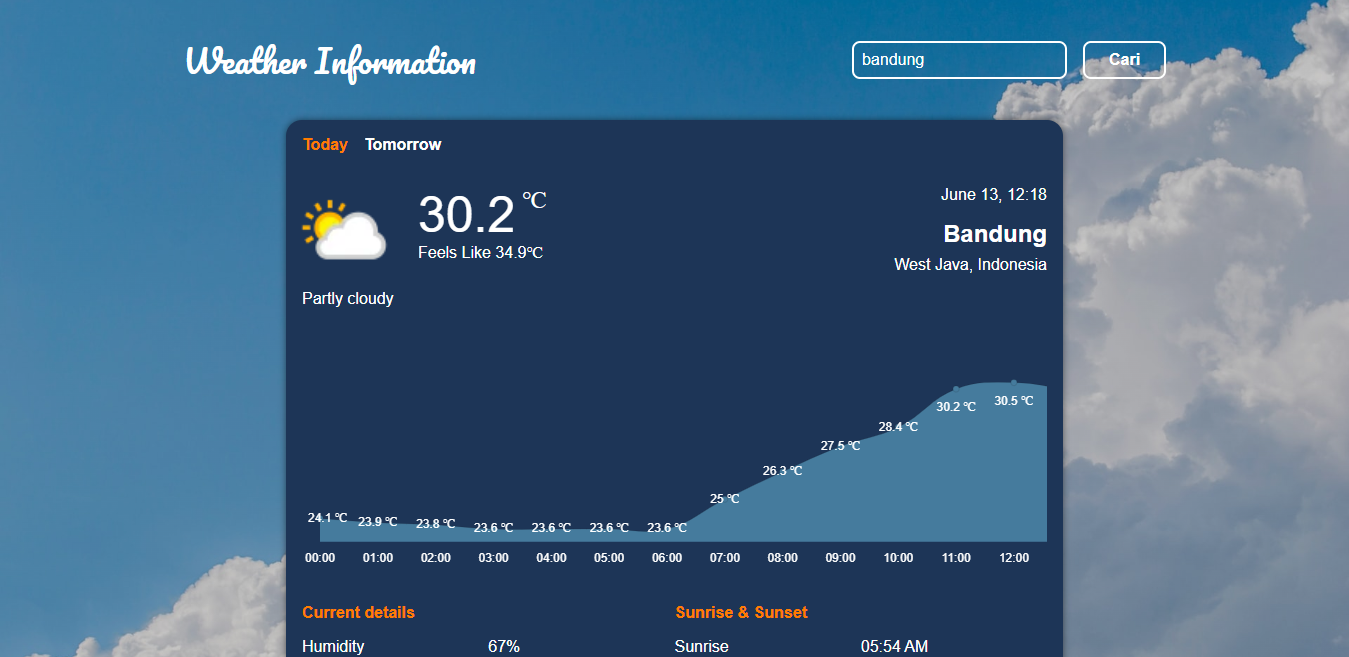 Weather Information
bandung
Cari
Today Tomorrow
30.2 °C
Feels Like 34.9°C
Partly cloudy
June 13, 12:18
Bandung
West Java, Indonesia
24.1 °C 23.9 °C 23.8 °C 23.6 °C 23.6 °C 23.6 °C 23.6 °C 25 °C 26.3 °C 27.5 °C 28.4 °C 30.2 °C 30.5 °C
00:00 01:00 02:00 03:00 04:00 05:00 06:00 07:00 08:00 09:00 10:00 11:00 12:00
Current details
Humidity 67%
Sunrise & Sunset
Sunrise 05:54 AM